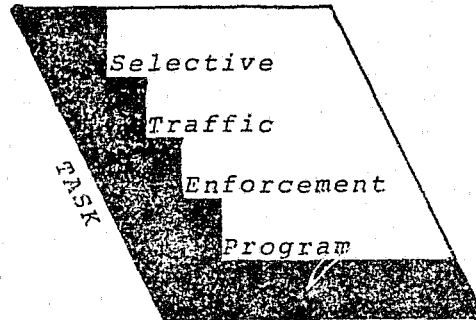 Selective
Traffic
Enforcement
Program
TASK